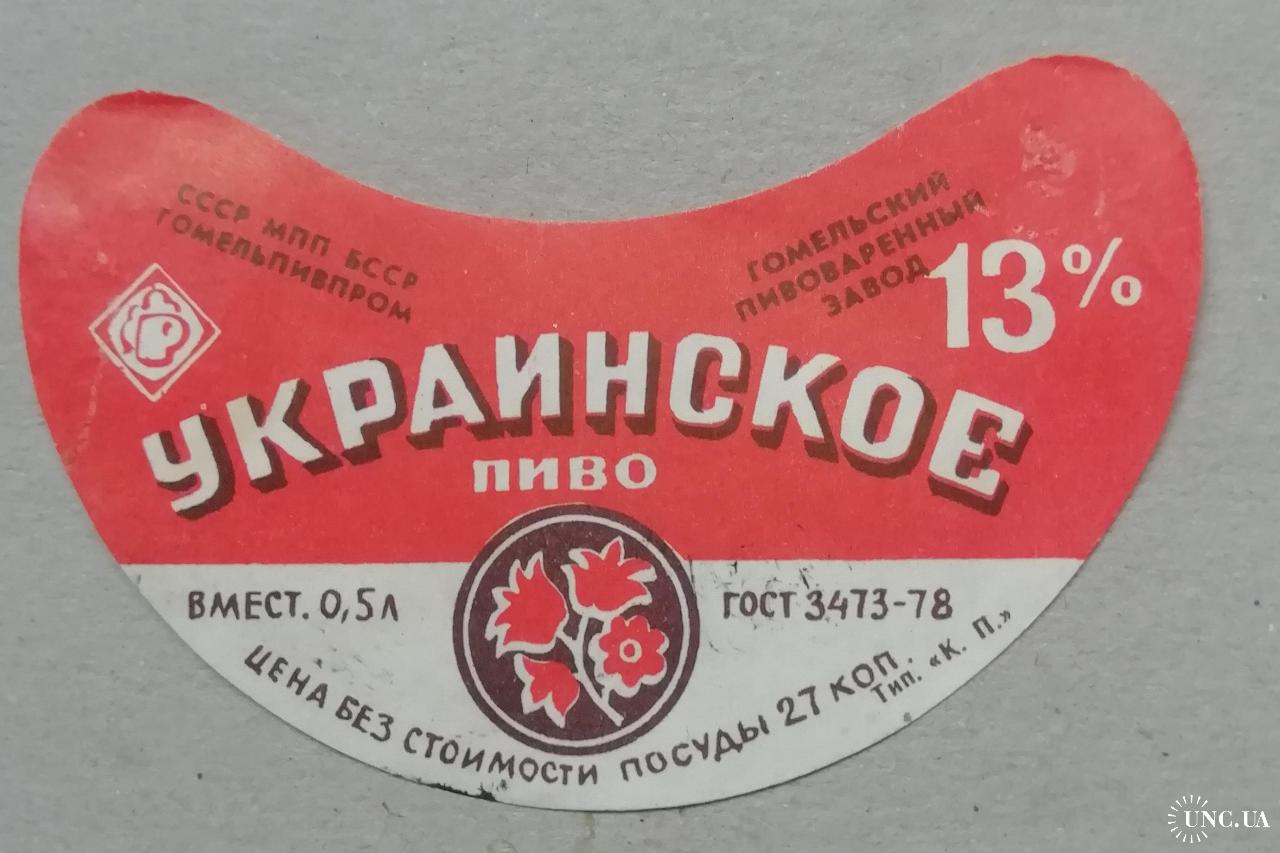 СССР МПП БССР
ГОМЕЛЬПИВПРОМ
ГОМЕЛЬСКИЙ
ПИВОВАРЕННЫЙ
ЗАВОД
13%
УКРАИНСКОЕ
ПИВО
ВМЕСТ. 0,5л
ГОСТ 3473-78
ЦЕНА БЕЗ СТОИМОСТИ ПОСУДЫ 27 КОП.
Тип. «К. П.»
UNC.UA